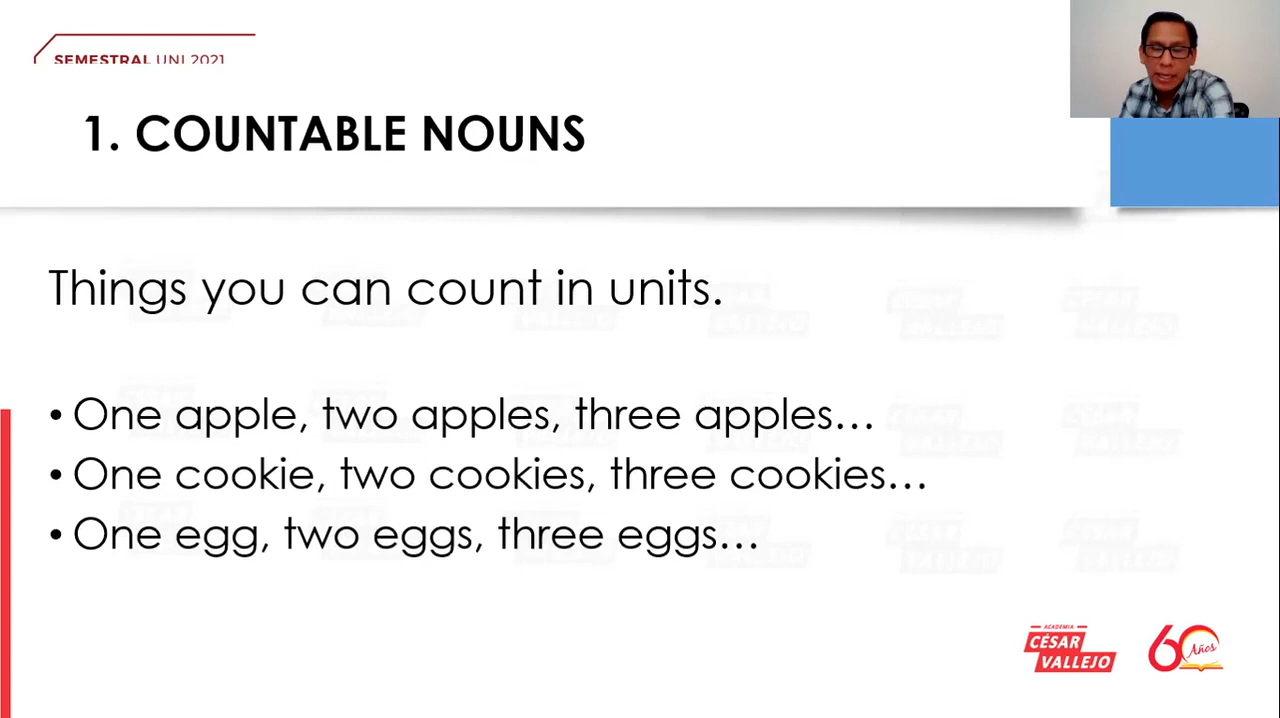 SEMESTRAL UNI 2021
1. COUNTABLE NOUNS
Things you can count in units.
• One apple, two apples, three apples…
• One cookie, two cookies, three cookies…
• One egg, two eggs, three eggs…
ACADEMIA
CÉSAR
VALLEJO
60 Años